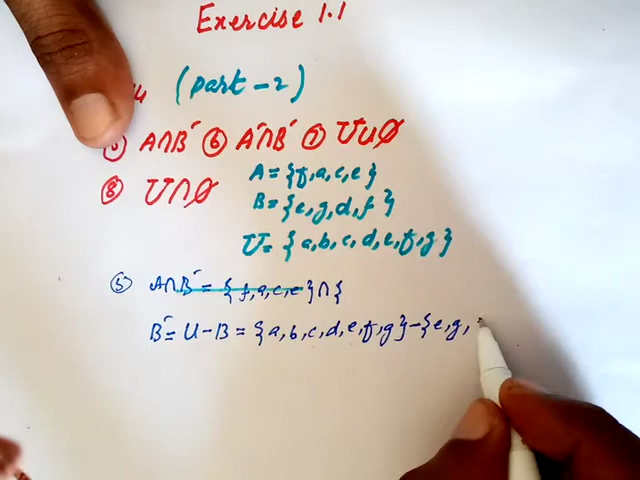 Exercise 1.1
(Part-2)
A∩B′ ⑥ A′∩B′ ⑦ U∪∅
⑧ U∩∅
A = {f,a,c,e}
B = {e,g,d,f}
U = {a,b,c,d,e,f,g}
⑤ A∩B′ = {f,a,c,e}∩{
B′ = U-B = {a,b,c,d,e,f,g}-{e,g,